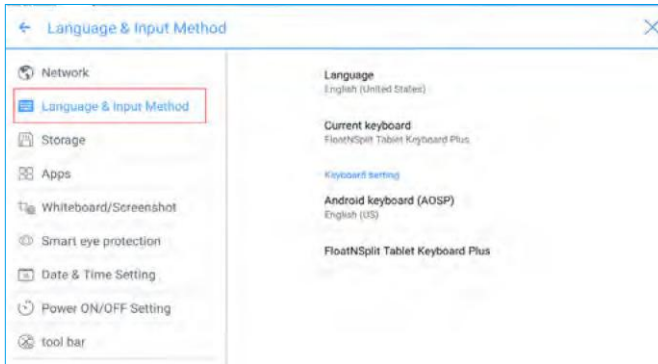 Language & Input Method
Network
Language & Input Method
Storage
Apps
Whiteboard/Screenshot
Smart eye protection
Date & Time Setting
Power ON/OFF Setting
tool bar
Language
English (United States)
Current keyboard
FloatNSplit Tablet Keyboard Plus
Keyboard Setting
Android keyboard (AOSP)
English (US)
FloatNSplit Tablet Keyboard Plus